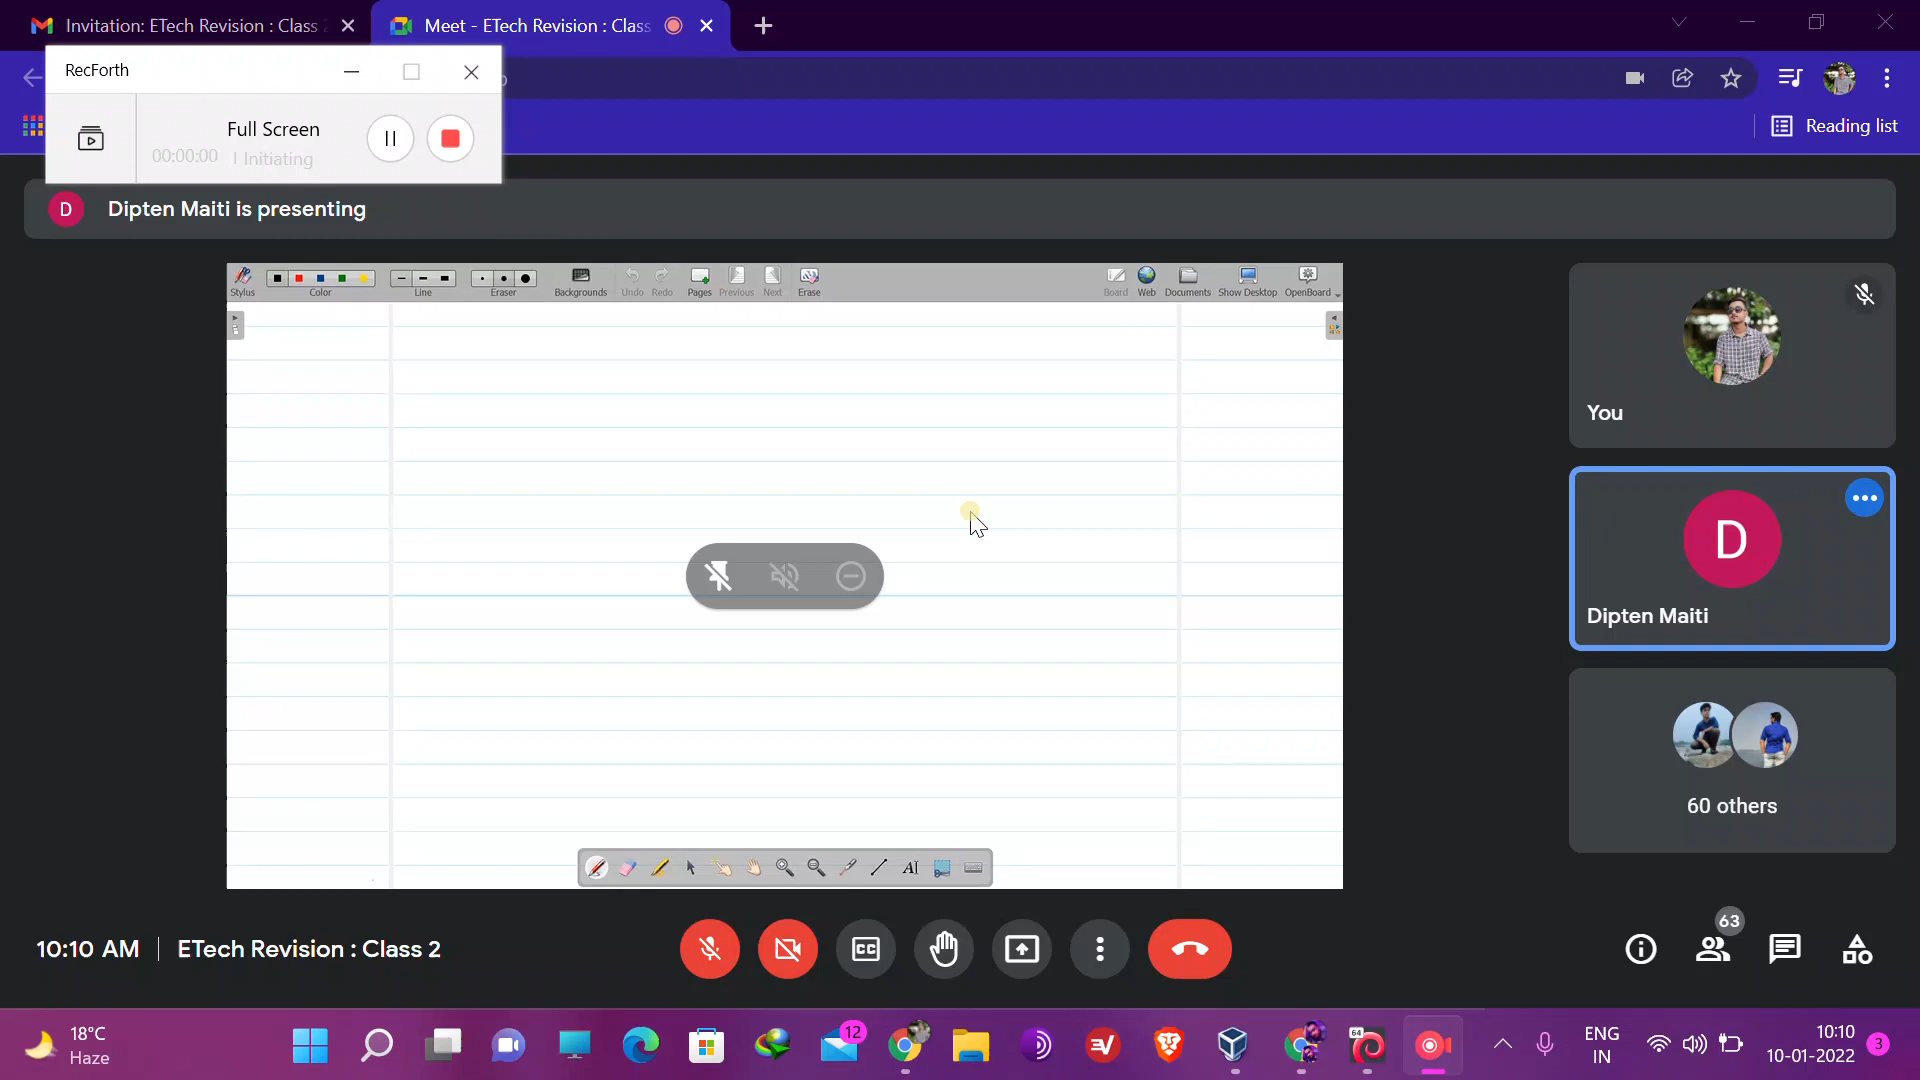 Invitation: ETech Revision : Class
Meet - ETech Revision : Class
RecForth
Full Screen
00:00:00 | Initiating
Reading list
D Dipten Maiti is presenting
Stylus Color Line Eraser Backgrounds Undo Redo Pages Previous Next Erase Board Web Documents Show Desktop OpenBoard
You
D
Dipten Maiti
60 others
10:10 AM | ETech Revision : Class 2
CC
63
18°C
Haze
12
64
ENG
IN
10:10
10-01-2022
3